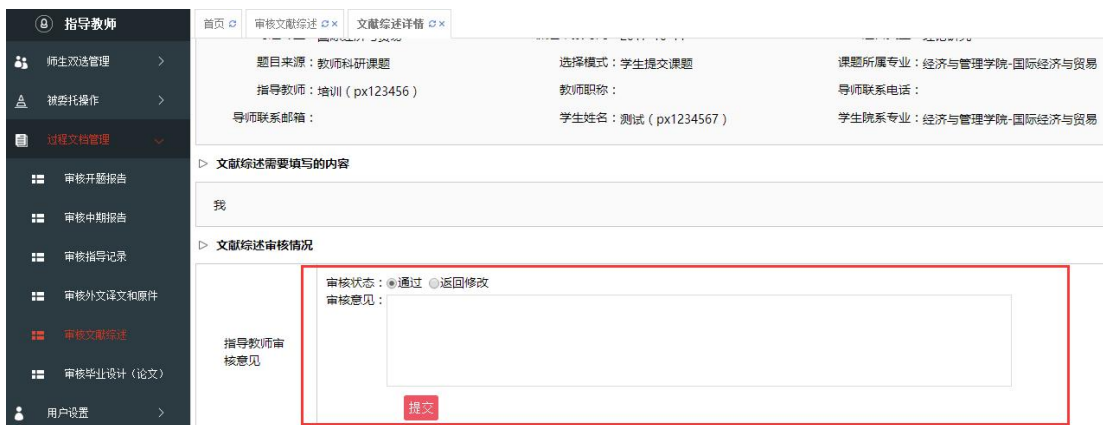 指导教师
首页
审核文献综述
文献综述详情
师生双选管理
被委托操作
过程文档管理
审核开题报告
审核中期报告
审核指导记录
审核外文译文和原件
审核文献综述
审核毕业设计（论文）
用户设置
题目来源：教师科研课题
选择模式：学生提交课题
课题所属专业：经济与管理学院-国际经济与贸易
指导教师：培训（px123456）
教师职称：
导师联系电话：
导师联系邮箱：
学生姓名：测试（px1234567）
学生院系专业：经济与管理学院-国际经济与贸易
文献综述需要填写的内容
我
文献综述审核情况
指导教师审
核意见
审核状态：通过 返回修改
审核意见：
提交